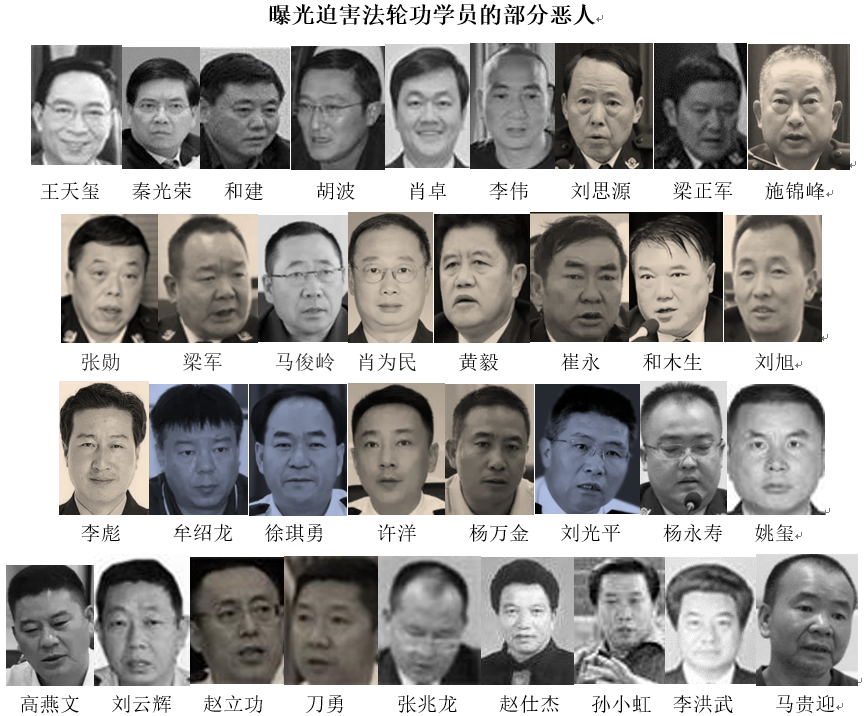 曝光迫害法轮功学员的部分恶人
王天玺 秦光荣 和建 胡波 肖卓 李伟 刘思源 梁正军 施锦峰
张勋 梁军 马俊岭 肖为民 黄毅 崔永 和木生 刘旭
李彪 牟绍龙 徐琪勇 许洋 杨万金 刘光平 杨永寿 姚玺
高燕文 刘云辉 赵立功 刀勇 张兆龙 赵仕杰 孙小虹 李洪武 马贵迎